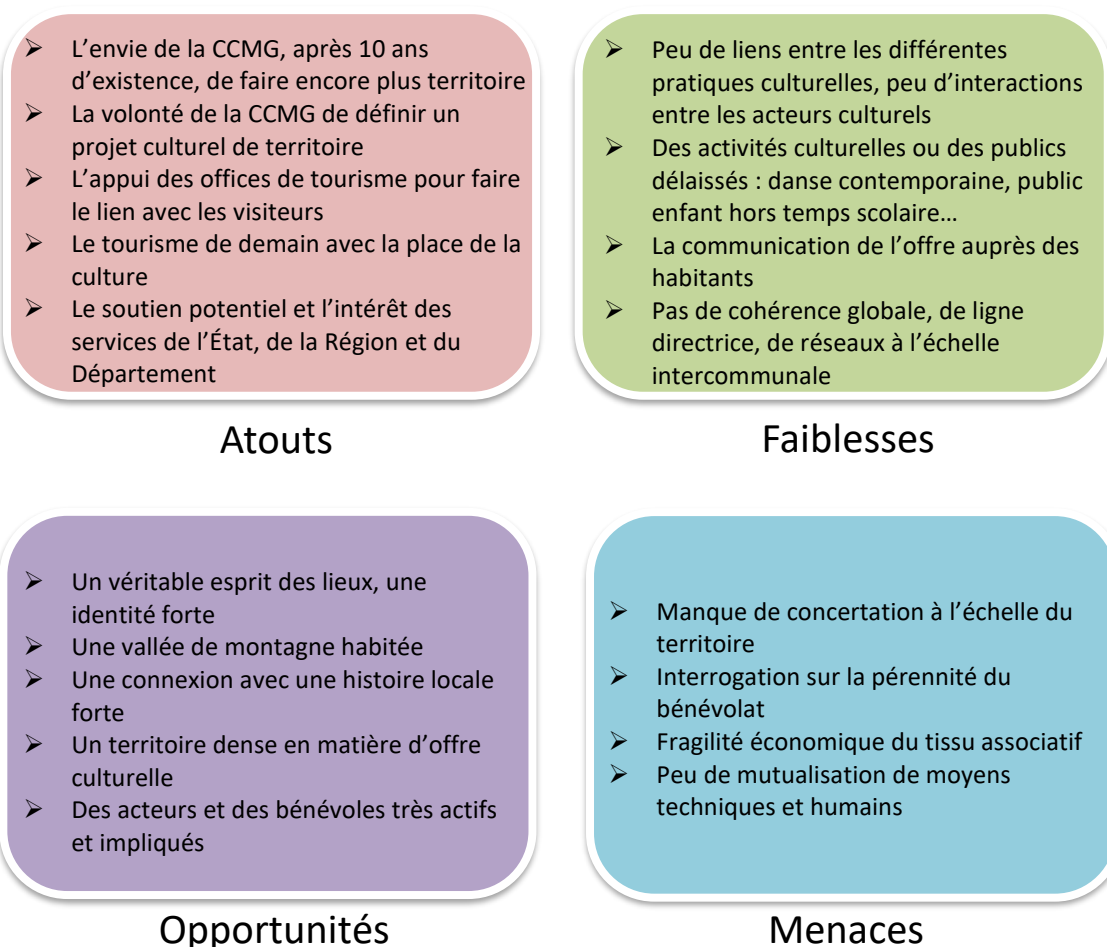 ➢ L’envie de la CCMG, après 10 ans
d’existence, de faire encore plus territoire
➢ La volonté de la CCMG de définir un
projet culturel de territoire
➢ L’appui des offices de tourisme pour faire
le lien avec les visiteurs
➢ Le tourisme de demain avec la place de la
culture
➢ Le soutien potentiel et l’intérêt des
services de l’État, de la Région et du
Département
Atouts
➢ Peu de liens entre les différentes
pratiques culturelles, peu d’interactions
entre les acteurs culturels
➢ Des activités culturelles ou des publics
délaissés : danse contemporaine, public
enfant hors temps scolaire…
➢ La communication de l’offre auprès des
habitants
➢ Pas de cohérence globale, de ligne
directrice, de réseaux à l’échelle
intercommunale
Faiblesses
➢ Un véritable esprit des lieux, une
identité forte
➢ Une vallée de montagne habitée
➢ Une connexion avec une histoire locale
forte
➢ Un territoire dense en matière d’offre
culturelle
➢ Des acteurs et des bénévoles très actifs
et impliqués
Opportunités
➢ Manque de concertation à l’échelle du
territoire
➢ Interrogation sur la pérennité du
bénévolat
➢ Fragilité économique du tissu associatif
➢ Peu de mutualisation de moyens
techniques et humains
Menaces